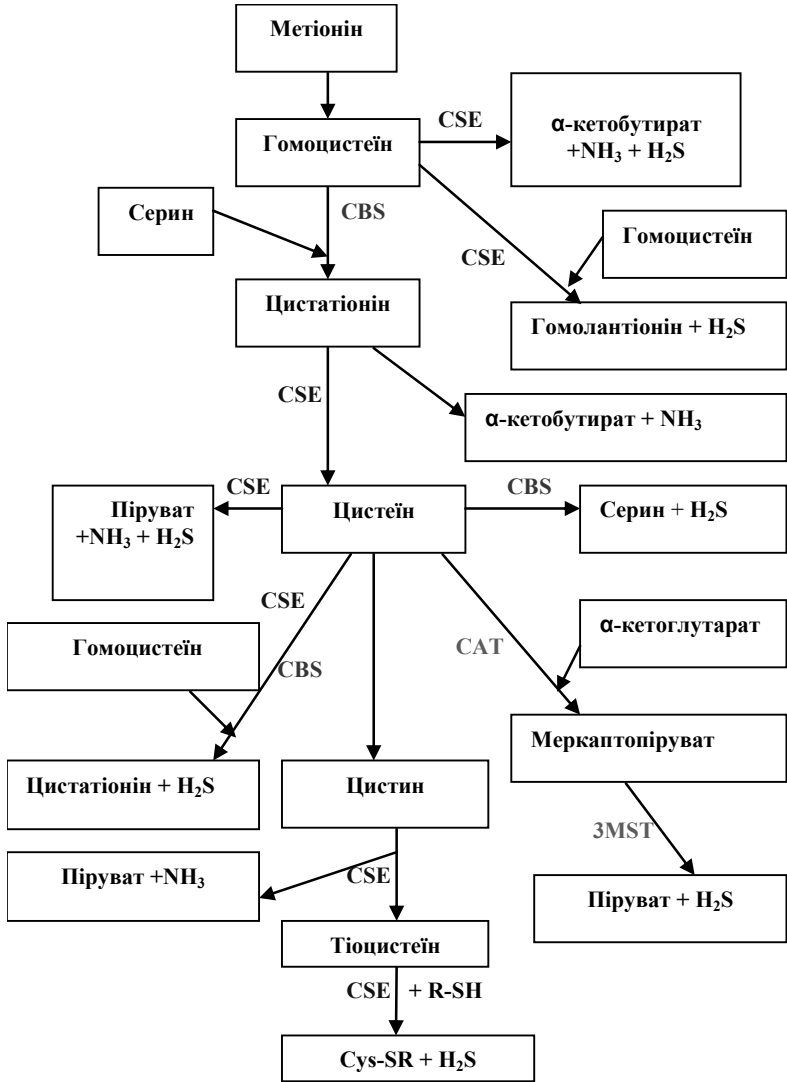 Метіонін
Гомоцистеїн
CSE
α-кетобутират
+NH₃ + H₂S
Серин
CBS
CSE
Гомоцистеїн
Цистатіонін
Гомолантіонін + H₂S
CSE
α-кетобутират + NH₃
CSE
Піруват
+NH₃ + H₂S
Цистеїн
CBS
Серин + H₂S
CSE
Гомоцистеїн
CBS
CAT
α-кетоглутарат
Меркаптопіруват
Цистатіонін + H₂S
Цистин
3MST
Піруват +NH₃
CSE
Піруват + H₂S
Тіоцистеїн
CSE + R-SH
Cys-SR + H₂S